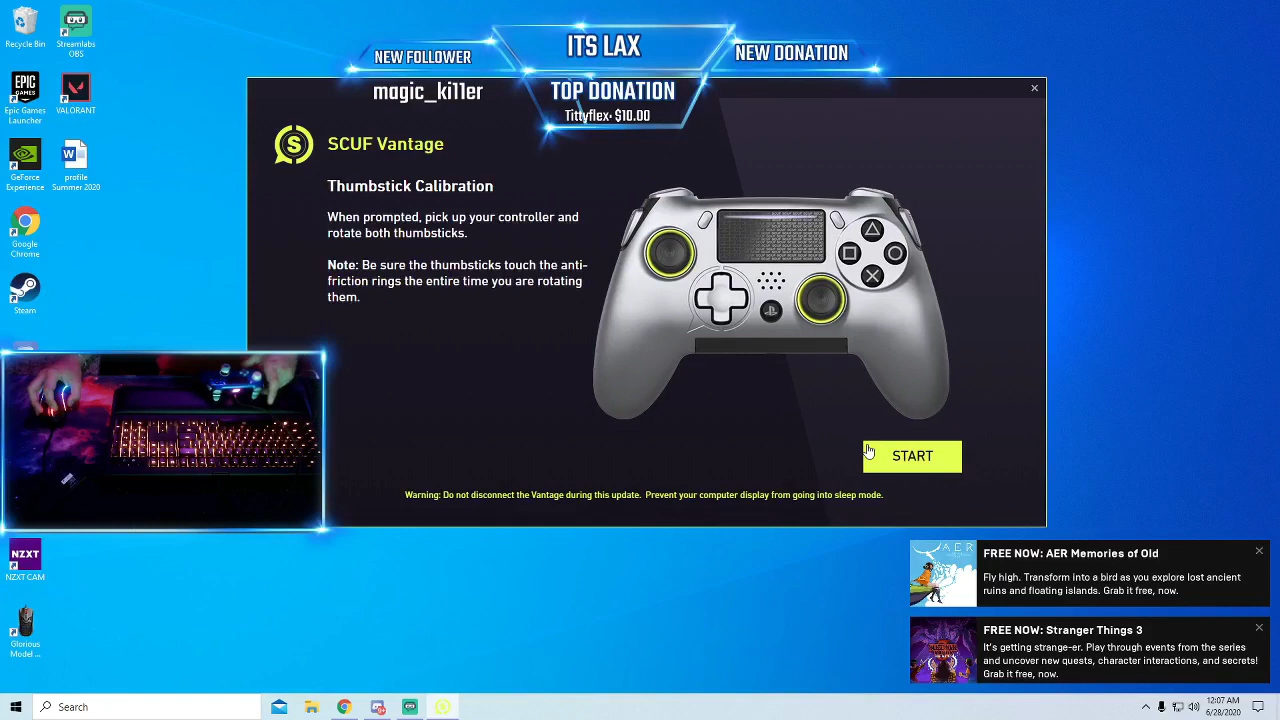 Recycle Bin
Streamlabs
OBS
Epic Games
Launcher
VALORANT
GeForce
Experience
profile
Summer 2020
Google
Chrome
Steam
NZXT
NZXT CAM
Glorious
Model ...
NEW FOLLOWER
magic_ki11er
ITS LAX
TOP DONATION
Tittyflex: $10.00
NEW DONATION
SCUF Vantage
Thumbstick Calibration
When prompted, pick up your controller and
rotate both thumbsticks.
Note: Be sure the thumbsticks touch the anti-
friction rings the entire time you are rotating
them.
START
Warning: Do not disconnect the Vantage during this update. Prevent your computer display from going into sleep mode.
AER
FREE NOW: AER Memories of Old
Fly high. Transform into a bird as you explore lost ancient
ruins and floating islands. Grab it free, now.
FREE NOW: Stranger Things 3
It's getting strange-er. Play through events from the series
and uncover new quests, character interactions, and secrets!
Grab it free, now.
Search
12:07 AM
6/28/2020